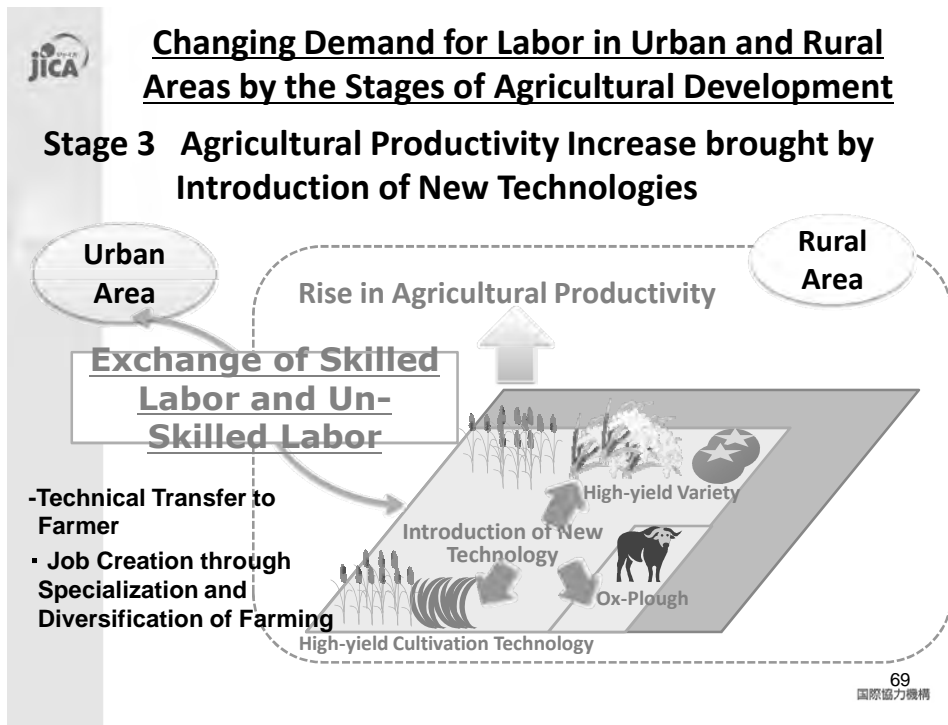 jICA
Changing Demand for Labor in Urban and Rural
Areas by the Stages of Agricultural Development
Stage 3 Agricultural Productivity Increase brought by
Introduction of New Technologies
Urban
Area
Rural
Area
Rise in Agricultural Productivity
Exchange of Skilled
Labor and Un-
Skilled Labor
-Technical Transfer to
Farmer
・ Job Creation through
Specialization and
Diversification of Farming
High-yield Variety
Introduction of New
Technology
Ox-Plough
High-yield Cultivation Technology
69
国際協力機構